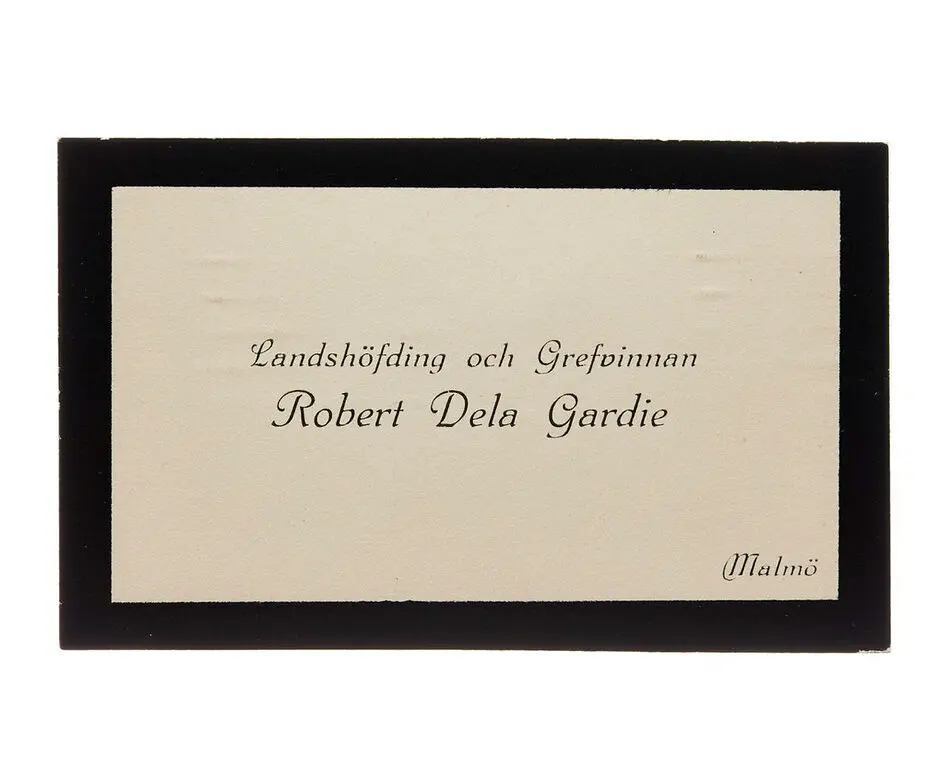 Landshöfding och Grefvinnan
Robert Dela Gardie
Malmö